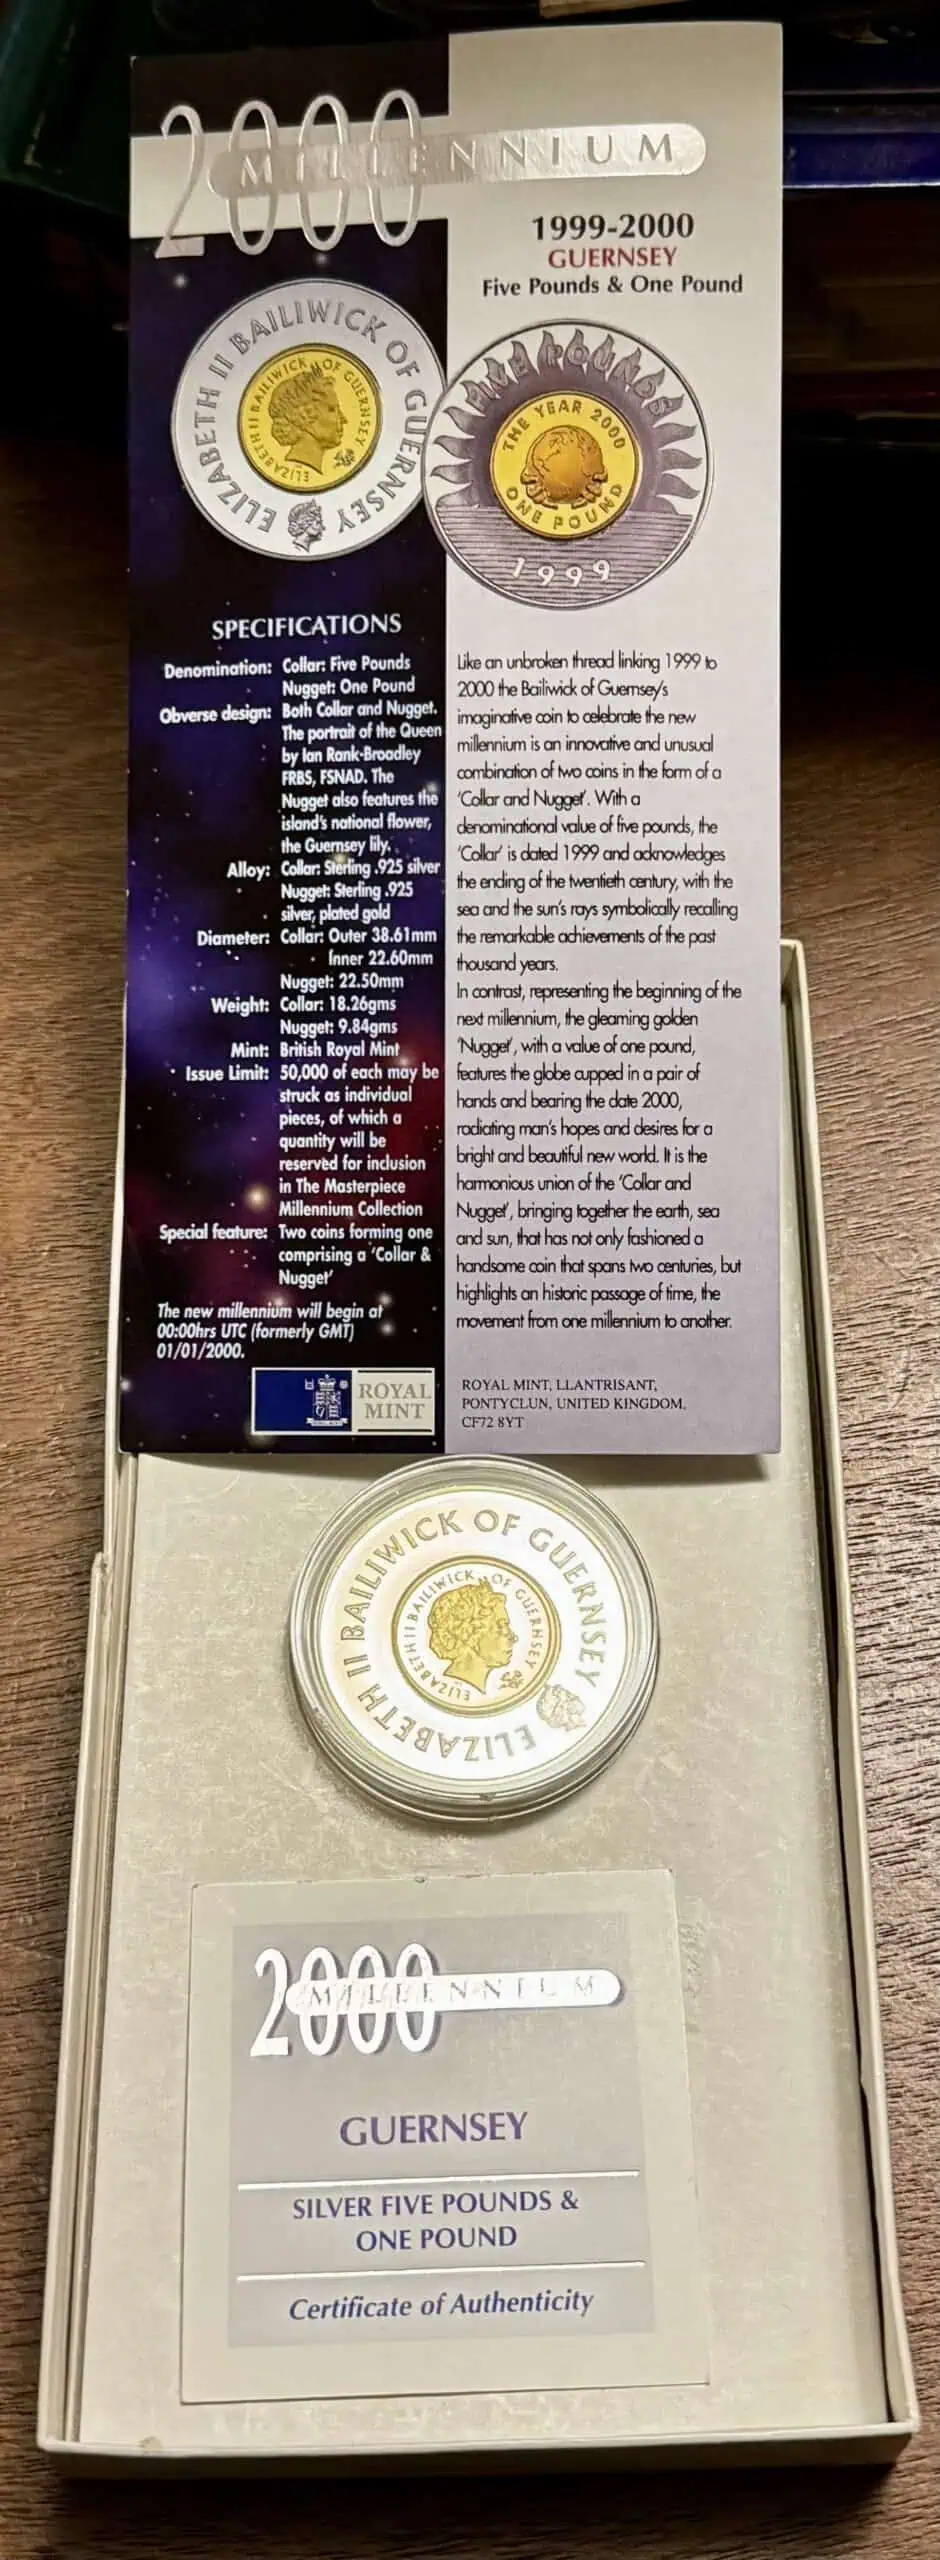 2000
MILLENNIUM
1999-2000
GUERNSEY
Five Pounds & One Pound
ELIZABETH II BAILIWICK OF GUERNSEY
ELIZABETH II BAILIWICK OF GUERNSEY
FIVE POUNDS
THE YEAR 2000
ONE POUND
1999
SPECIFICATIONS
Denomination: Collar: Five Pounds
Nugget: One Pound
Obverse design: Both Collar and Nugget.
The portrait of the Queen
by Ian Rank-Broadley
FRBS, FSNAD. The
Nugget also features the
island's national flower,
the Guernsey lily.
Alloy: Collar: Sterling .925 silver
Nugget: Sterling .925
silver, plated gold
Diameter: Collar: Outer 38.61mm
Inner 22.60mm
Nugget: 22.50mm
Weight: Collar: 18.26gms
Nugget: 9.84gms
Mint: British Royal Mint
Issue Limit: 50,000 of each may be
struck as individual
pieces, of which a
quantity will be
reserved for inclusion
in The Masterpiece
Millennium Collection
Special feature: Two coins forming one
comprising a 'Collar &
Nugget'
The new millennium will begin at
00:00hrs UTC (formerly GMT)
01/01/2000.
ROYAL
MINT
Like an unbroken thread linking 1999 to
2000 the Bailiwick of Guernsey's
imaginative coin to celebrate the new
millennium is an innovative and unusual
combination of two coins in the form of a
'Collar and Nugget'. With a
denominational value of five pounds, the
'Collar' is dated 1999 and acknowledges
the ending of the twentieth century, with the
sea and the sun's rays symbolically recalling
the remarkable achievements of the past
thousand years.
In contrast, representing the beginning of the
next millennium, the gleaming golden
'Nugget', with a value of one pound,
features the globe cupped in a pair of
hands and bearing the date 2000,
radiating man's hopes and desires for a
bright and beautiful new world. It is the
harmonious union of the 'Collar and
Nugget', bringing together the earth, sea
and sun, that has not only fashioned a
handsome coin that spans two centuries, but
highlights an historic passage of time, the
movement from one millennium to another.
ROYAL MINT, LLANTRISANT,
PONTYCLUN, UNITED KINGDOM,
CF72 8YT
ELIZABETH II BAILIWICK OF GUERNSEY
ELIZABETH II BAILIWICK OF GUERNSEY
2000
MILLENNIUM
GUERNSEY
SILVER FIVE POUNDS &
ONE POUND
Certificate of Authenticity